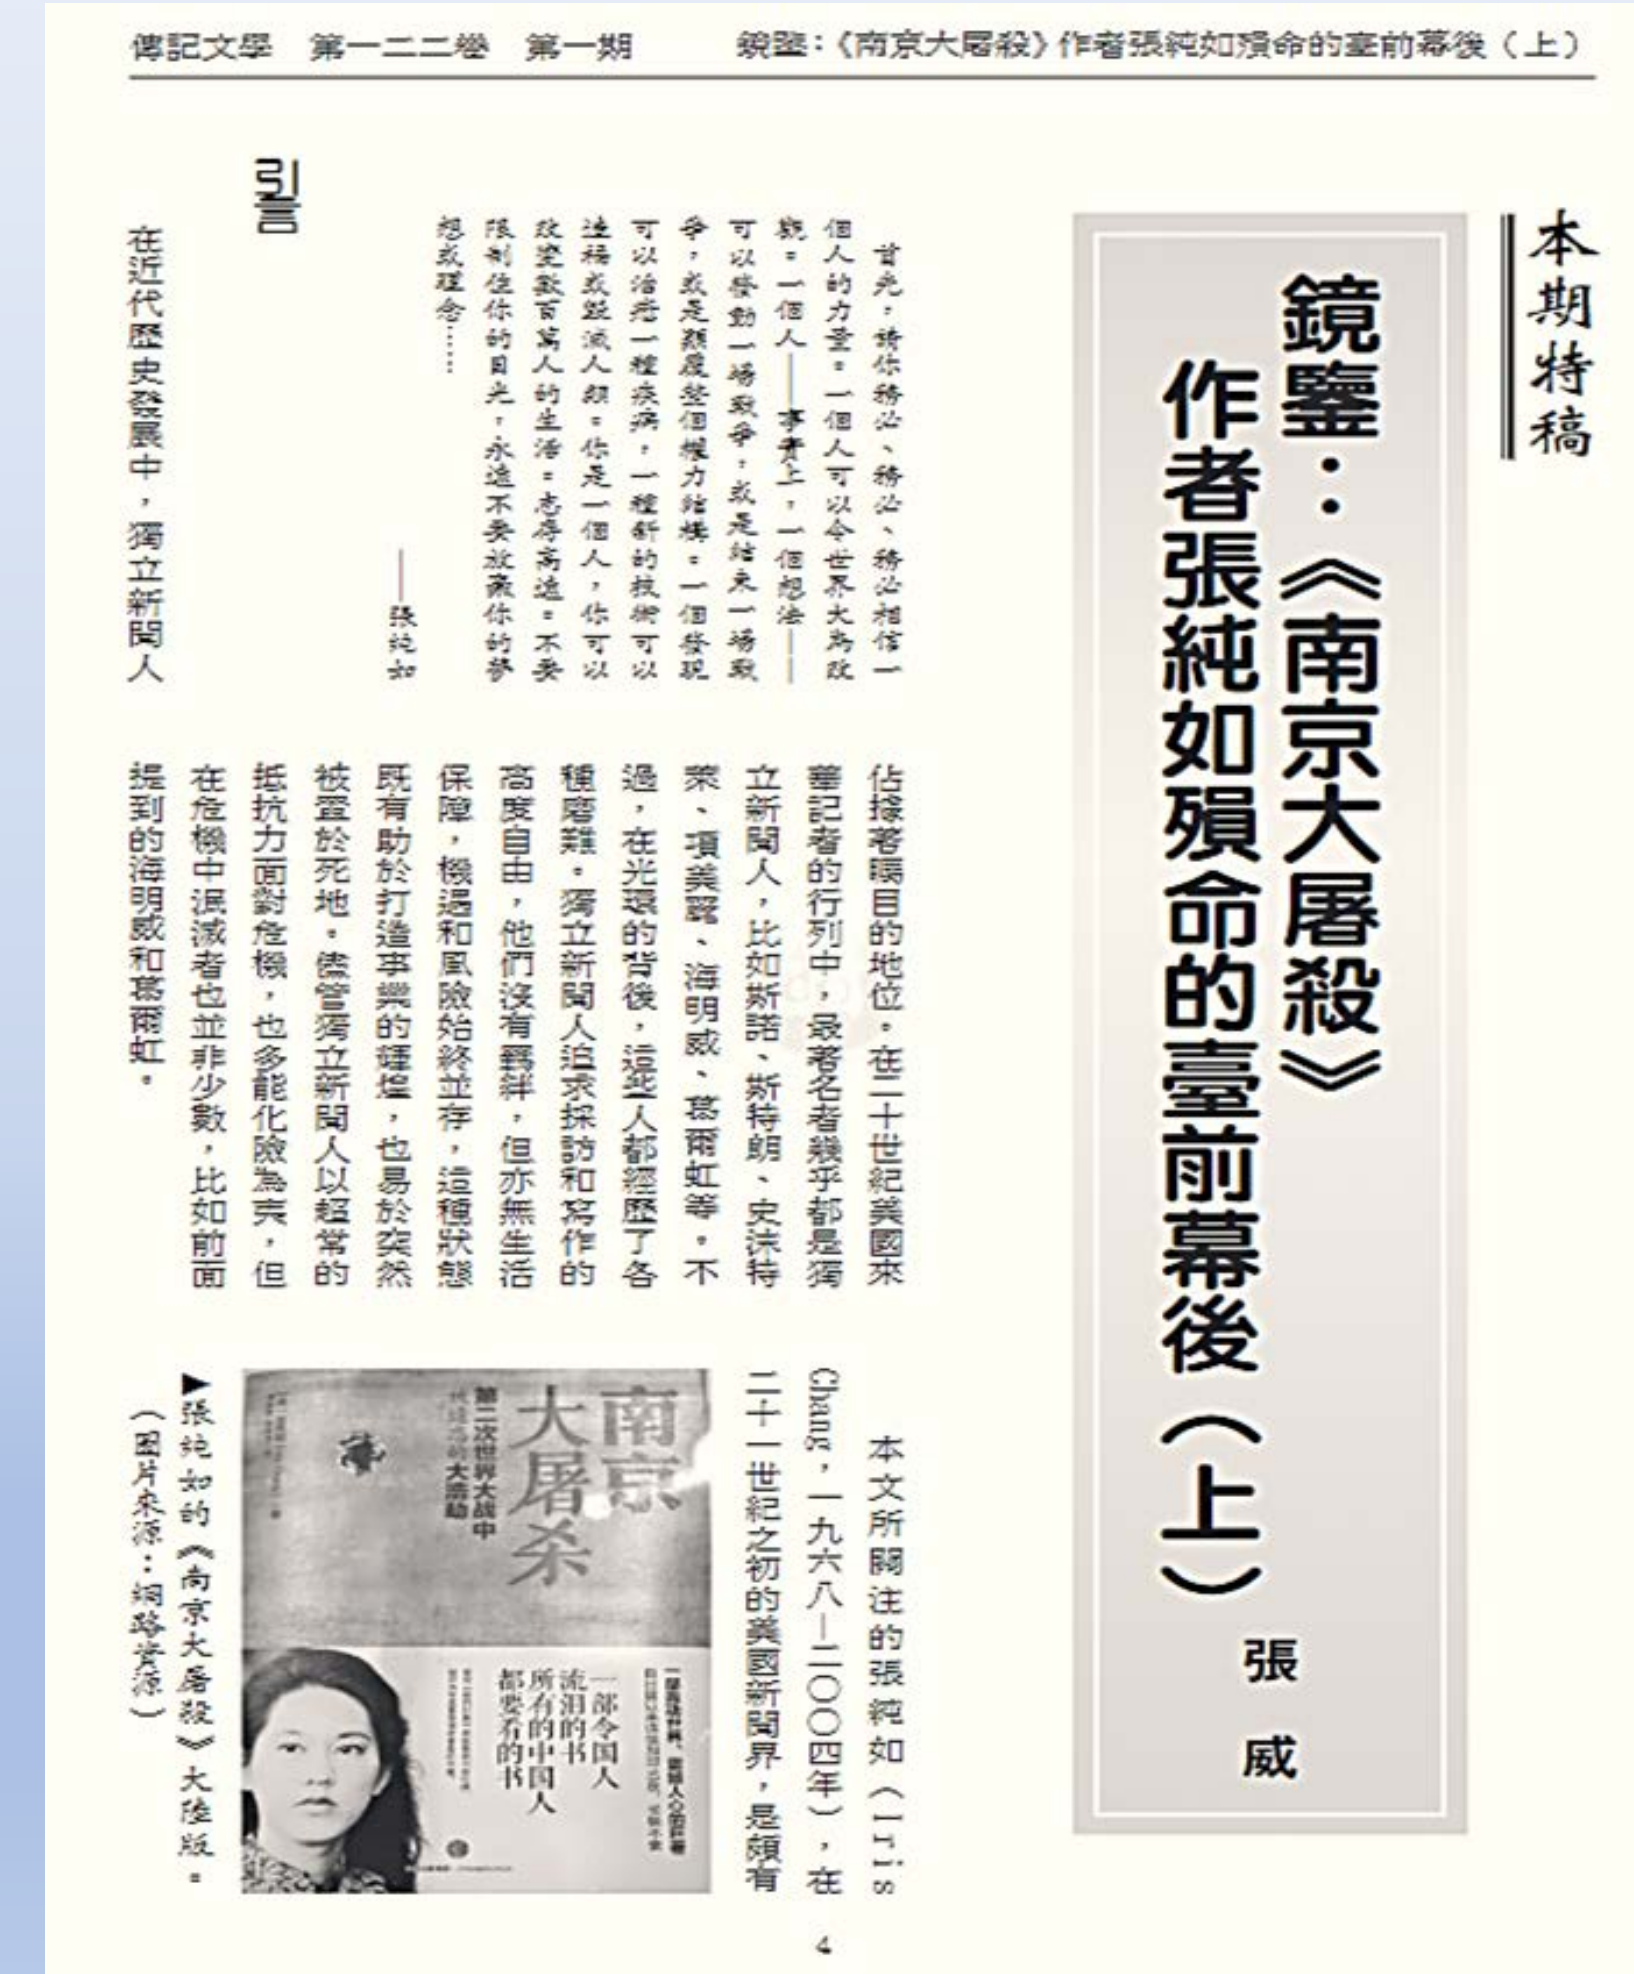 傳記文學　第一二二卷　第一期　鏡鑒：《南京大屠殺》作者張純如殞命的臺前幕後（上）
本期特稿
鏡鑒：《南京大屠殺》
作者張純如殞命的臺前幕後（上）
張　威
首先，請你務必、務必、務必相信一
個人的力量。一個人可以令世界大為改
觀。一個人——事實上，一個想法——
可以發動一場戰爭，或是結束一場戰
爭，或是顛覆整個權力結構。一個發現
可以治癒一種疾病，一種新的技術可以
造福或毀滅人類。你是一個人，你可以
改變數百萬人的生活。志存高遠。不要
限制住你的目光，永遠不要放棄你的夢
想或理念……
——張純如
引言
在近代歷史發展中，獨立新聞人
佔據著矚目的地位。在二十世紀美國來
華記者的行列中，最著名者幾乎都是獨
立新聞人，比如斯諾、斯特朗、史沫特
萊、項美麗、海明威、葛爾虹等。不
過，在光環的背後，這些人都經歷了各
種磨難。獨立新聞人追求採訪和寫作的
高度自由，他們沒有羈絆，但亦無生活
保障，機遇和風險始終並存，這種狀態
既有助於打造事業的輝煌，也易於突然
被置於死地。儘管獨立新聞人以超常的
抵抗力面對危機，也多能化險為夷，但
在危機中泯滅者也並非少數，比如前面
提到的海明威和葛爾虹。
本文所關注的張純如（Iris
Chang，一九六八—二〇〇四年），在
二十一世紀之初的美國新聞界，是頗有
南京
大屠杀
第二次世界大战中
被遗忘的大浩劫
一部令国人
流泪的书
所有的中国人
都要看的书
▶張純如的《南京大屠殺》大陸版。
（圖片來源：網路資源）
4